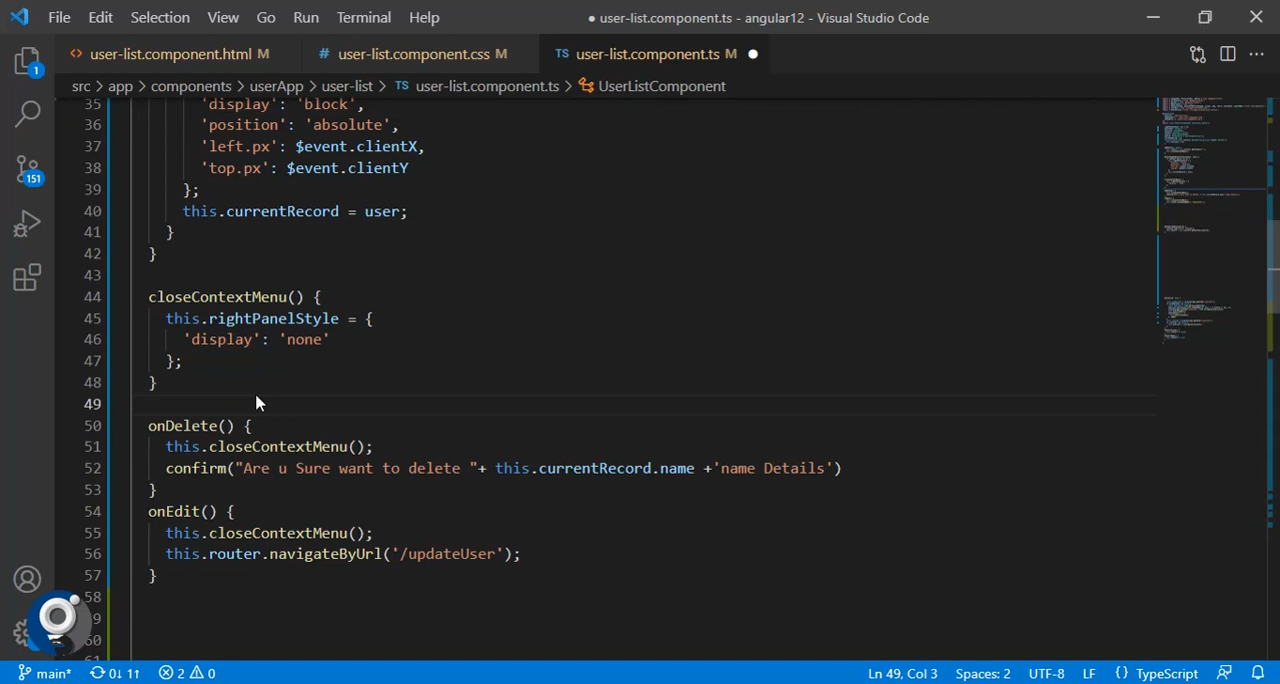 File Edit Selection View Go Run Terminal Help ● user-list.component.ts - angular12 - Visual Studio Code
user-list.component.html M user-list.component.css M TS user-list.component.ts M
src > app > components > userApp > user-list > TS user-list.component.ts > UserListComponent
1
151
35 'display': 'block',
36 'position': 'absolute',
37 'left.px': $event.clientX,
38 'top.px': $event.clientY
39 };
40 this.currentRecord = user;
41 }
42 }
43
44 closeContextMenu() {
45 this.rightPanelStyle = {
46 'display': 'none'
47 };
48 }
49
50 onDelete() {
51 this.closeContextMenu();
52 confirm("Are u Sure want to delete "+ this.currentRecord.name +'name Details')
53 }
54 onEdit() {
55 this.closeContextMenu();
56 this.router.navigateByUrl('/updateUser');
57 }
58
main* 0↓ 1↑ 2 0 Ln 49, Col 3 Spaces: 2 UTF-8 LF {} TypeScript